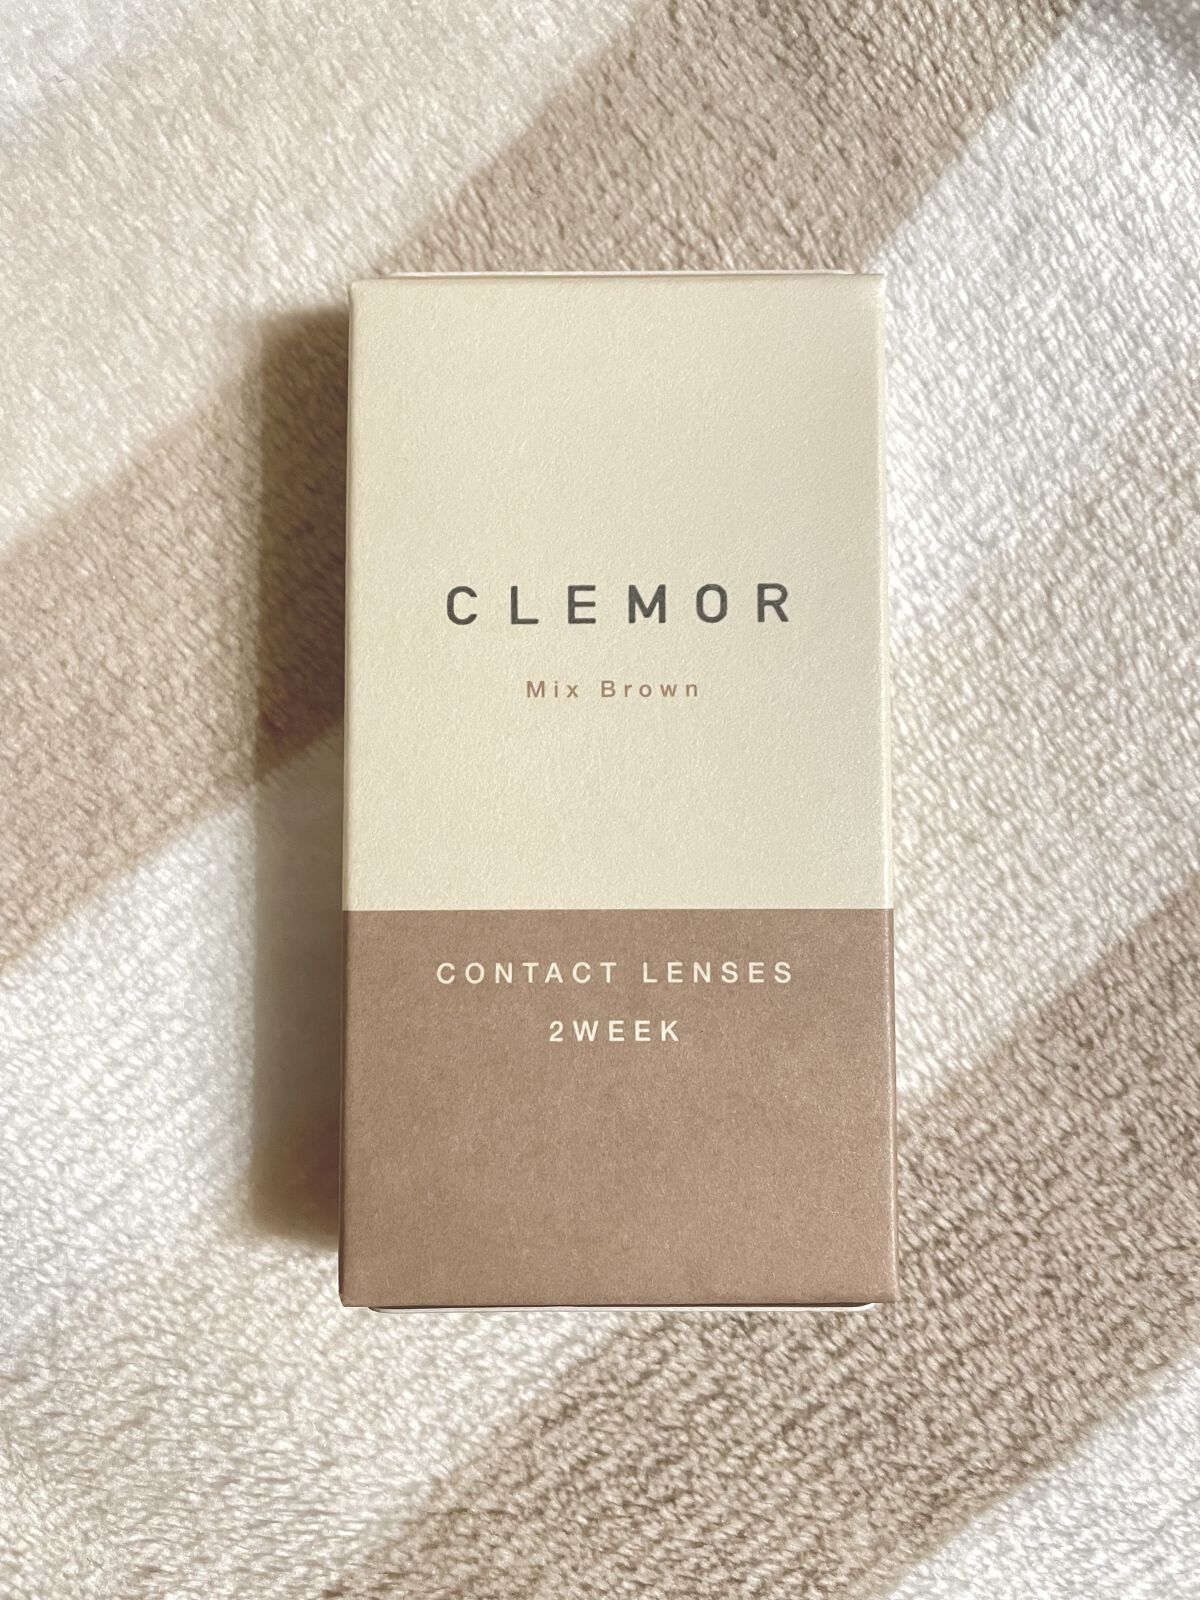 CLEMOR
Mix Brown
CONTACT LENSES
2WEEK